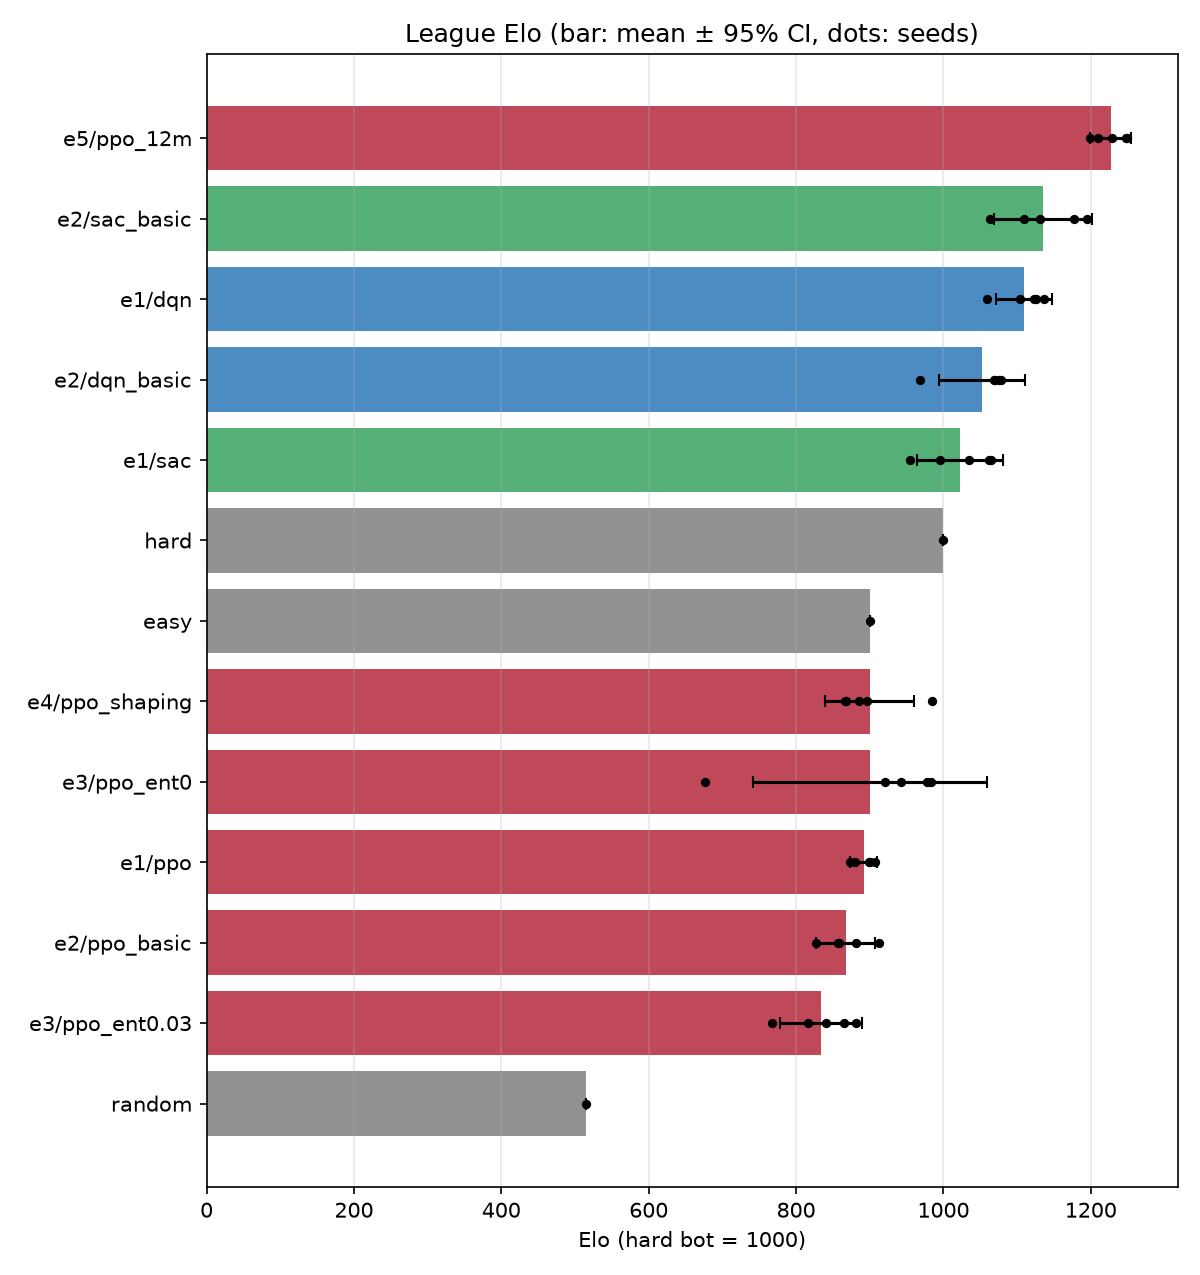 League Elo (bar: mean ± 95% CI, dots: seeds)
e5/ppo_12m
e2/sac_basic
e1/dqn
e2/dqn_basic
e1/sac
hard
easy
e4/ppo_shaping
e3/ppo_ent0
e1/ppo
e2/ppo_basic
e3/ppo_ent0.03
random
0 200 400 600 800 1000 1200
Elo (hard bot = 1000)